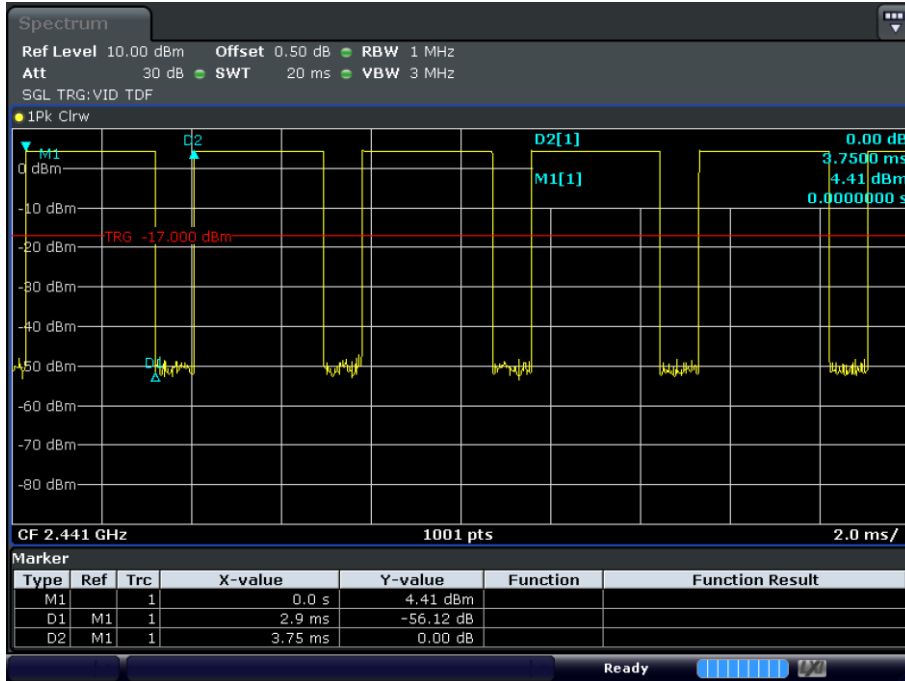 Spectrum
Ref Level 10.00 dBm Offset 0.50 dB RBW 1 MHz
Att 30 dB SWT 20 ms VBW 3 MHz
SGL TRG:VID TDF
1Pk Clrw
D2 D2[1] 0.00 dB
M1 3.7500 ms
0 dBm M1[1] 4.41 dBm
0.0000000 s
-10 dBm
TRG -17.000 dBm
-20 dBm
-30 dBm
-40 dBm
-50 dBm D1
-60 dBm
-70 dBm
-80 dBm
CF 2.441 GHz 1001 pts 2.0 ms/
Marker
Type Ref Trc X-value Y-value Function Function Result
M1 1 0.0 s 4.41 dBm
D1 M1 1 2.9 ms -56.12 dB
D2 M1 1 3.75 ms 0.00 dB
Ready